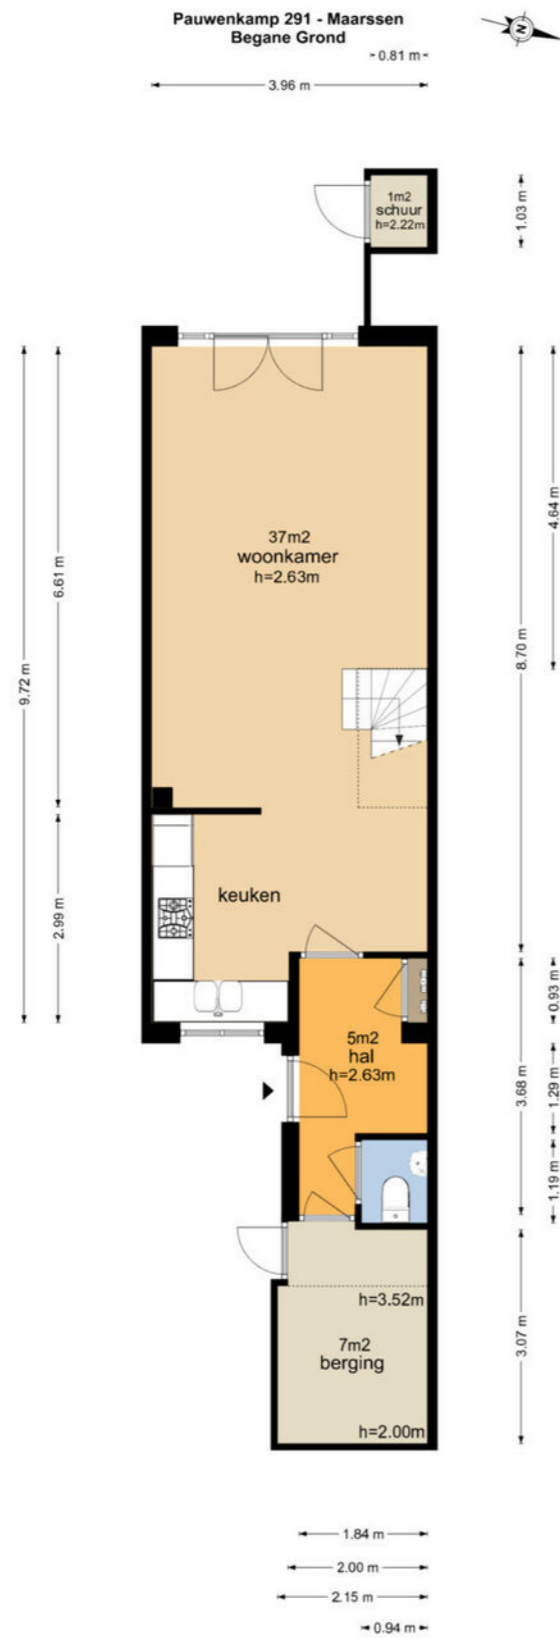 Pauwenkamp 291 - Maarssen
Begane Grond
N
0.81 m
3.96 m
1m2
schuur
h=2.22m
1.03 m
37m2
woonkamer
h=2.63m
4.64 m
6.61 m
8.70 m
9.72 m
keuken
2.99 m
0.93 m
5m2
hal
h=2.63m
3.68 m
1.29 m
1.19 m
h=3.52m
7m2
berging
3.07 m
h=2.00m
1.84 m
2.00 m
2.15 m
0.94 m